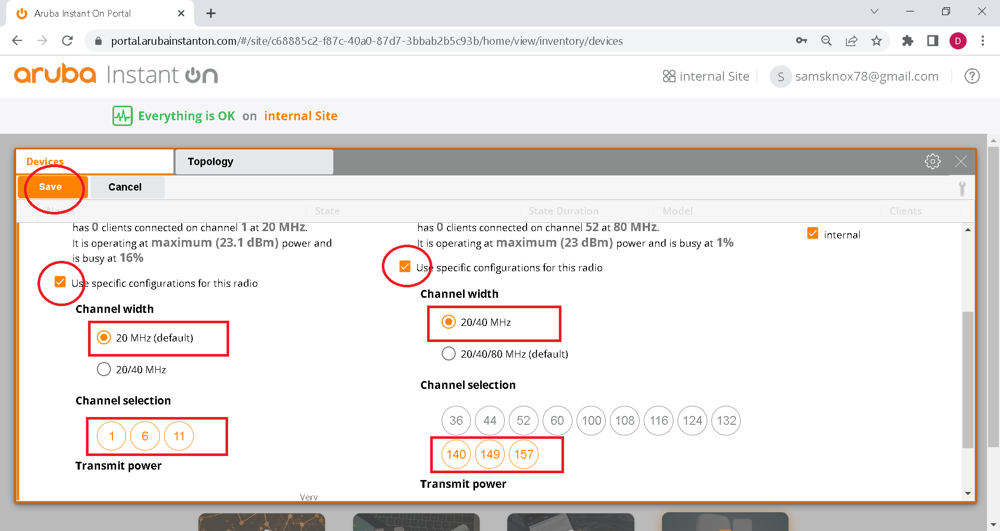 Aruba Instant On Portal
portal.arubainstanton.com/#/site/c68885c2-f87c-40a0-87d7-3bbab2b5c93b/home/view/inventory/devices
D
aruba Instant On
internal Site
S samsknox78@gmail.com
?
Everything is OK on internal Site
Devices
Topology
Save
Cancel
Name State State Duration Model Clients
has 0 clients connected on channel 1 at 20 MHz.
It is operating at maximum (23.1 dBm) power and
is busy at 16%
Use specific configurations for this radio
Channel width
20 MHz (default)
20/40 MHz
Channel selection
1 6 11
Transmit power
Very
has 0 clients connected on channel 52 at 80 MHz.
It is operating at maximum (23 dBm) power and is busy at 1%
Use specific configurations for this radio
Channel width
20/40 MHz
20/40/80 MHz (default)
Channel selection
36 44 52 60 100 108 116 124 132
140 149 157
Transmit power
internal